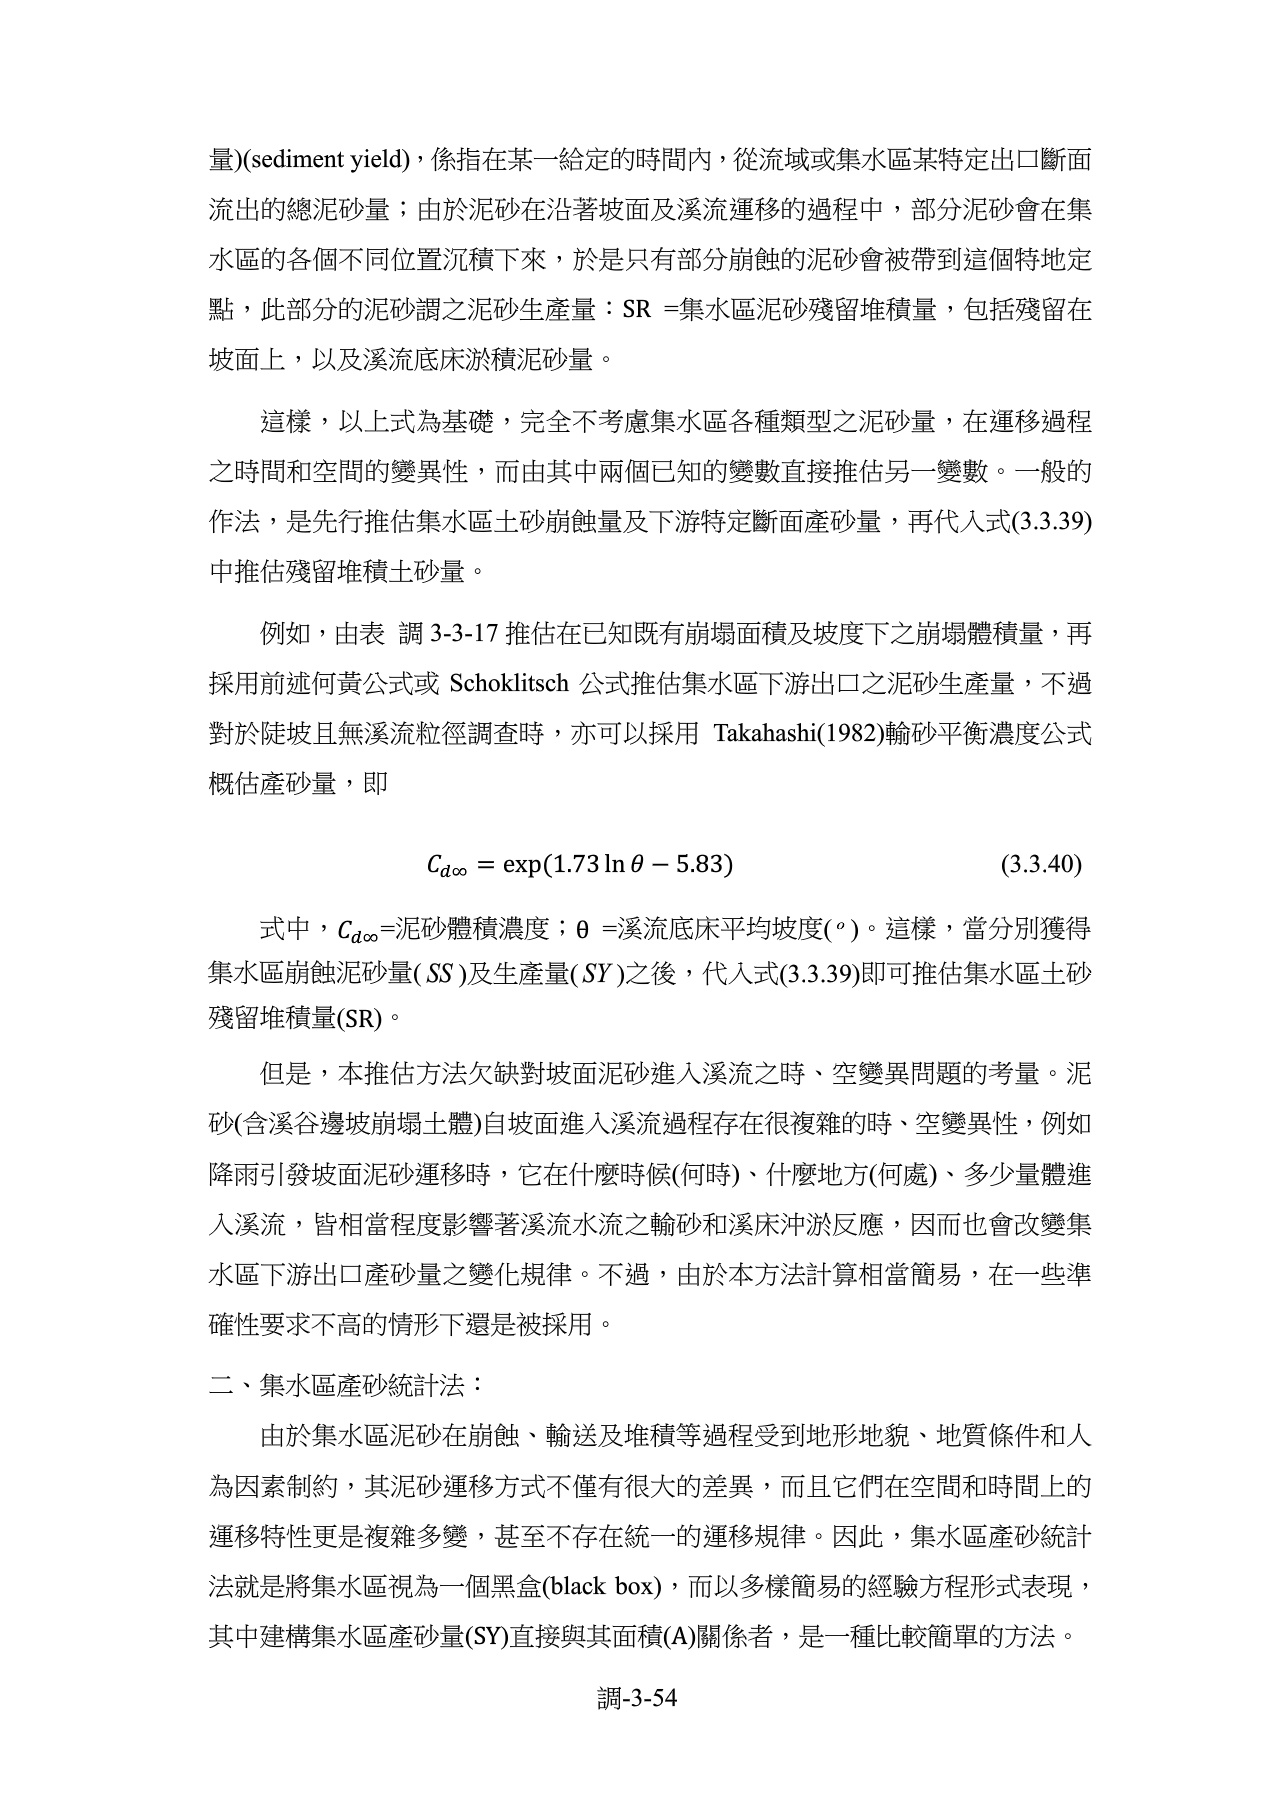 量)(sediment yield)，係指在某一給定的時間內，從流域或集水區某特定出口斷面
流出的總泥砂量；由於泥砂在沿著坡面及溪流運移的過程中，部分泥砂會在集
水區的各個不同位置沉積下來，於是只有部分崩蝕的泥砂會被帶到這個特地定
點，此部分的泥砂謂之泥砂生產量：SR =集水區泥砂殘留堆積量，包括殘留在
坡面上，以及溪流底床淤積泥砂量。
這樣，以上式為基礎，完全不考慮集水區各種類型之泥砂量，在運移過程
之時間和空間的變異性，而由其中兩個已知的變數直接推估另一變數。一般的
作法，是先行推估集水區土砂崩蝕量及下游特定斷面產砂量，再代入式(3.3.39)
中推估殘留堆積土砂量。
例如，由表 調 3-3-17 推估在已知既有崩塌面積及坡度下之崩塌體積量，再
採用前述何黃公式或 Schoklitsch 公式推估集水區下游出口之泥砂生產量，不過
對於陡坡且無溪流粒徑調查時，亦可以採用 Takahashi(1982)輸砂平衡濃度公式
概估產砂量，即
C_{d∞} = exp(1.73 ln θ − 5.83) (3.3.40)
式中，C_{d∞}=泥砂體積濃度；θ =溪流底床平均坡度(°)。這樣，當分別獲得
集水區崩蝕泥砂量( SS )及生產量( SY )之後，代入式(3.3.39)即可推估集水區土砂
殘留堆積量(SR)。
但是，本推估方法欠缺對坡面泥砂進入溪流之時、空變異問題的考量。泥
砂(含溪谷邊坡崩塌土體)自坡面進入溪流過程存在很複雜的時、空變異性，例如
降雨引發坡面泥砂運移時，它在什麼時候(何時)、什麼地方(何處)、多少量體進
入溪流，皆相當程度影響著溪流水流之輸砂和溪床沖淤反應，因而也會改變集
水區下游出口產砂量之變化規律。不過，由於本方法計算相當簡易，在一些準
確性要求不高的情形下還是被採用。
二、集水區產砂統計法：
由於集水區泥砂在崩蝕、輸送及堆積等過程受到地形地貌、地質條件和人
為因素制約，其泥砂運移方式不僅有很大的差異，而且它們在空間和時間上的
運移特性更是複雜多變，甚至不存在統一的運移規律。因此，集水區產砂統計
法就是將集水區視為一個黑盒(black box)，而以多樣簡易的經驗方程形式表現，
其中建構集水區產砂量(SY)直接與其面積(A)關係者，是一種比較簡單的方法。
調-3-54